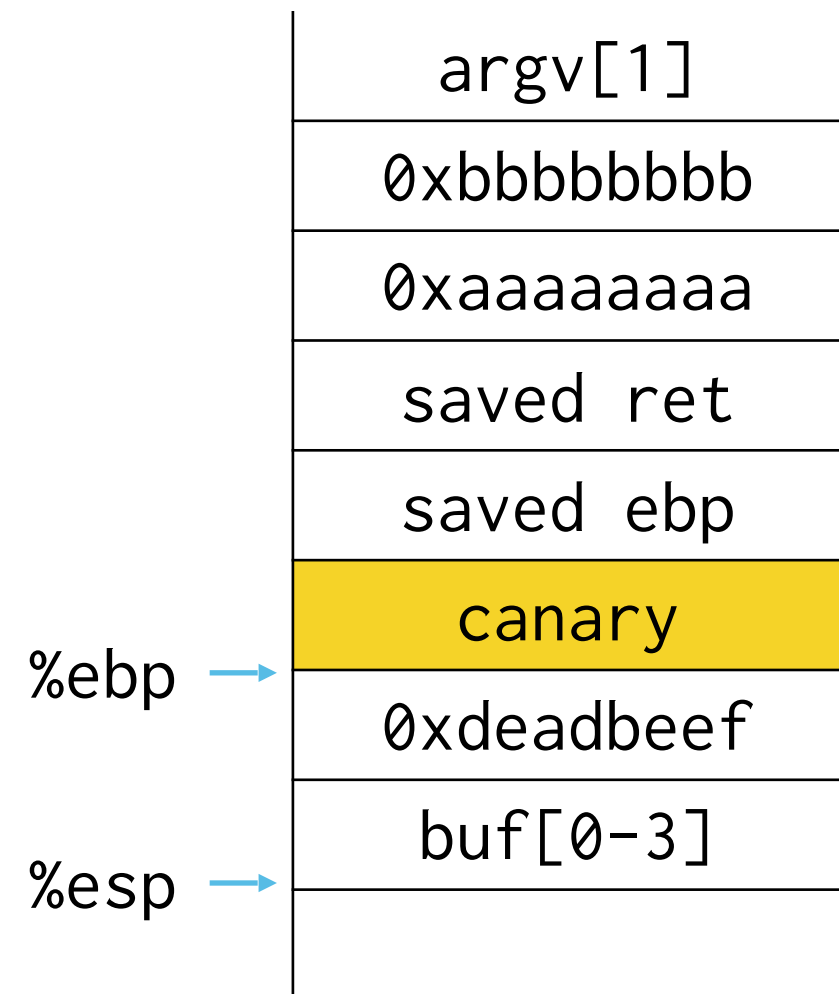 argv[1]
0xbbbbbbbb
0xaaaaaaaa
saved ret
saved ebp
canary
%ebp
0xdeadbeef
buf[0-3]
%esp